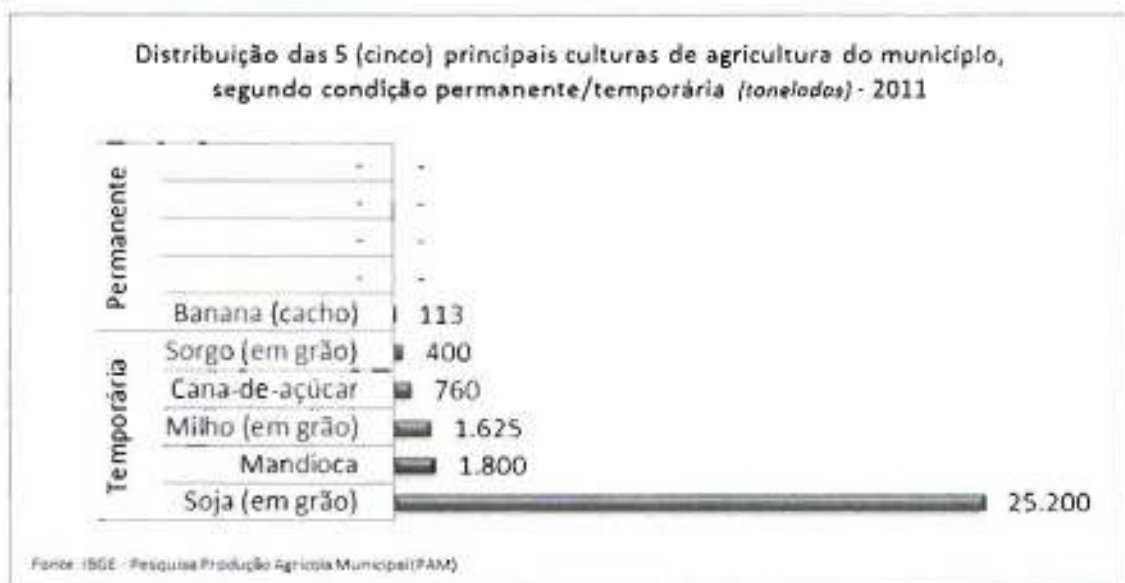 Distribuição das 5 (cinco) principais culturas de agricultura do município,
segundo condição permanente/temporária (toneladas) - 2011
Permanente
- -
- -
- -
- -
Banana (cacho) 113
Temporária
Sorgo (em grão) 400
Cana-de-açúcar 760
Milho (em grão) 1.625
Mandioca 1.800
Soja (em grão) 25.200
Fonte: IBGE - Pesquisa Produção Agrícola Municipal(PAM)